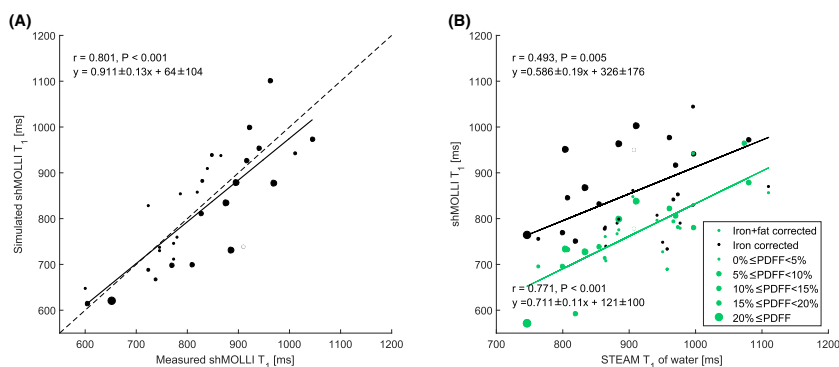 (A)
r = 0.801, P < 0.001
y = 0.911±0.13x + 64±104
Simulated shMOLLI T1 [ms]
1200
1100
1000
900
800
700
600
600 700 800 900 1000 1100 1200
Measured shMOLLI T1 [ms]
(B)
r = 0.493, P = 0.005
y = 0.586±0.19x + 326±176
shMOLLI T1 [ms]
1200
1100
1000
900
800
700
600
r = 0.771, P < 0.001
y = 0.711±0.11x + 121±100
Iron+fat corrected
Iron corrected
0%≤PDFF<5%
5%≤PDFF<10%
10%≤PDFF<15%
15%≤PDFF<20%
20%≤PDFF
700 800 900 1000 1100 1200
STEAM T1 of water [ms]